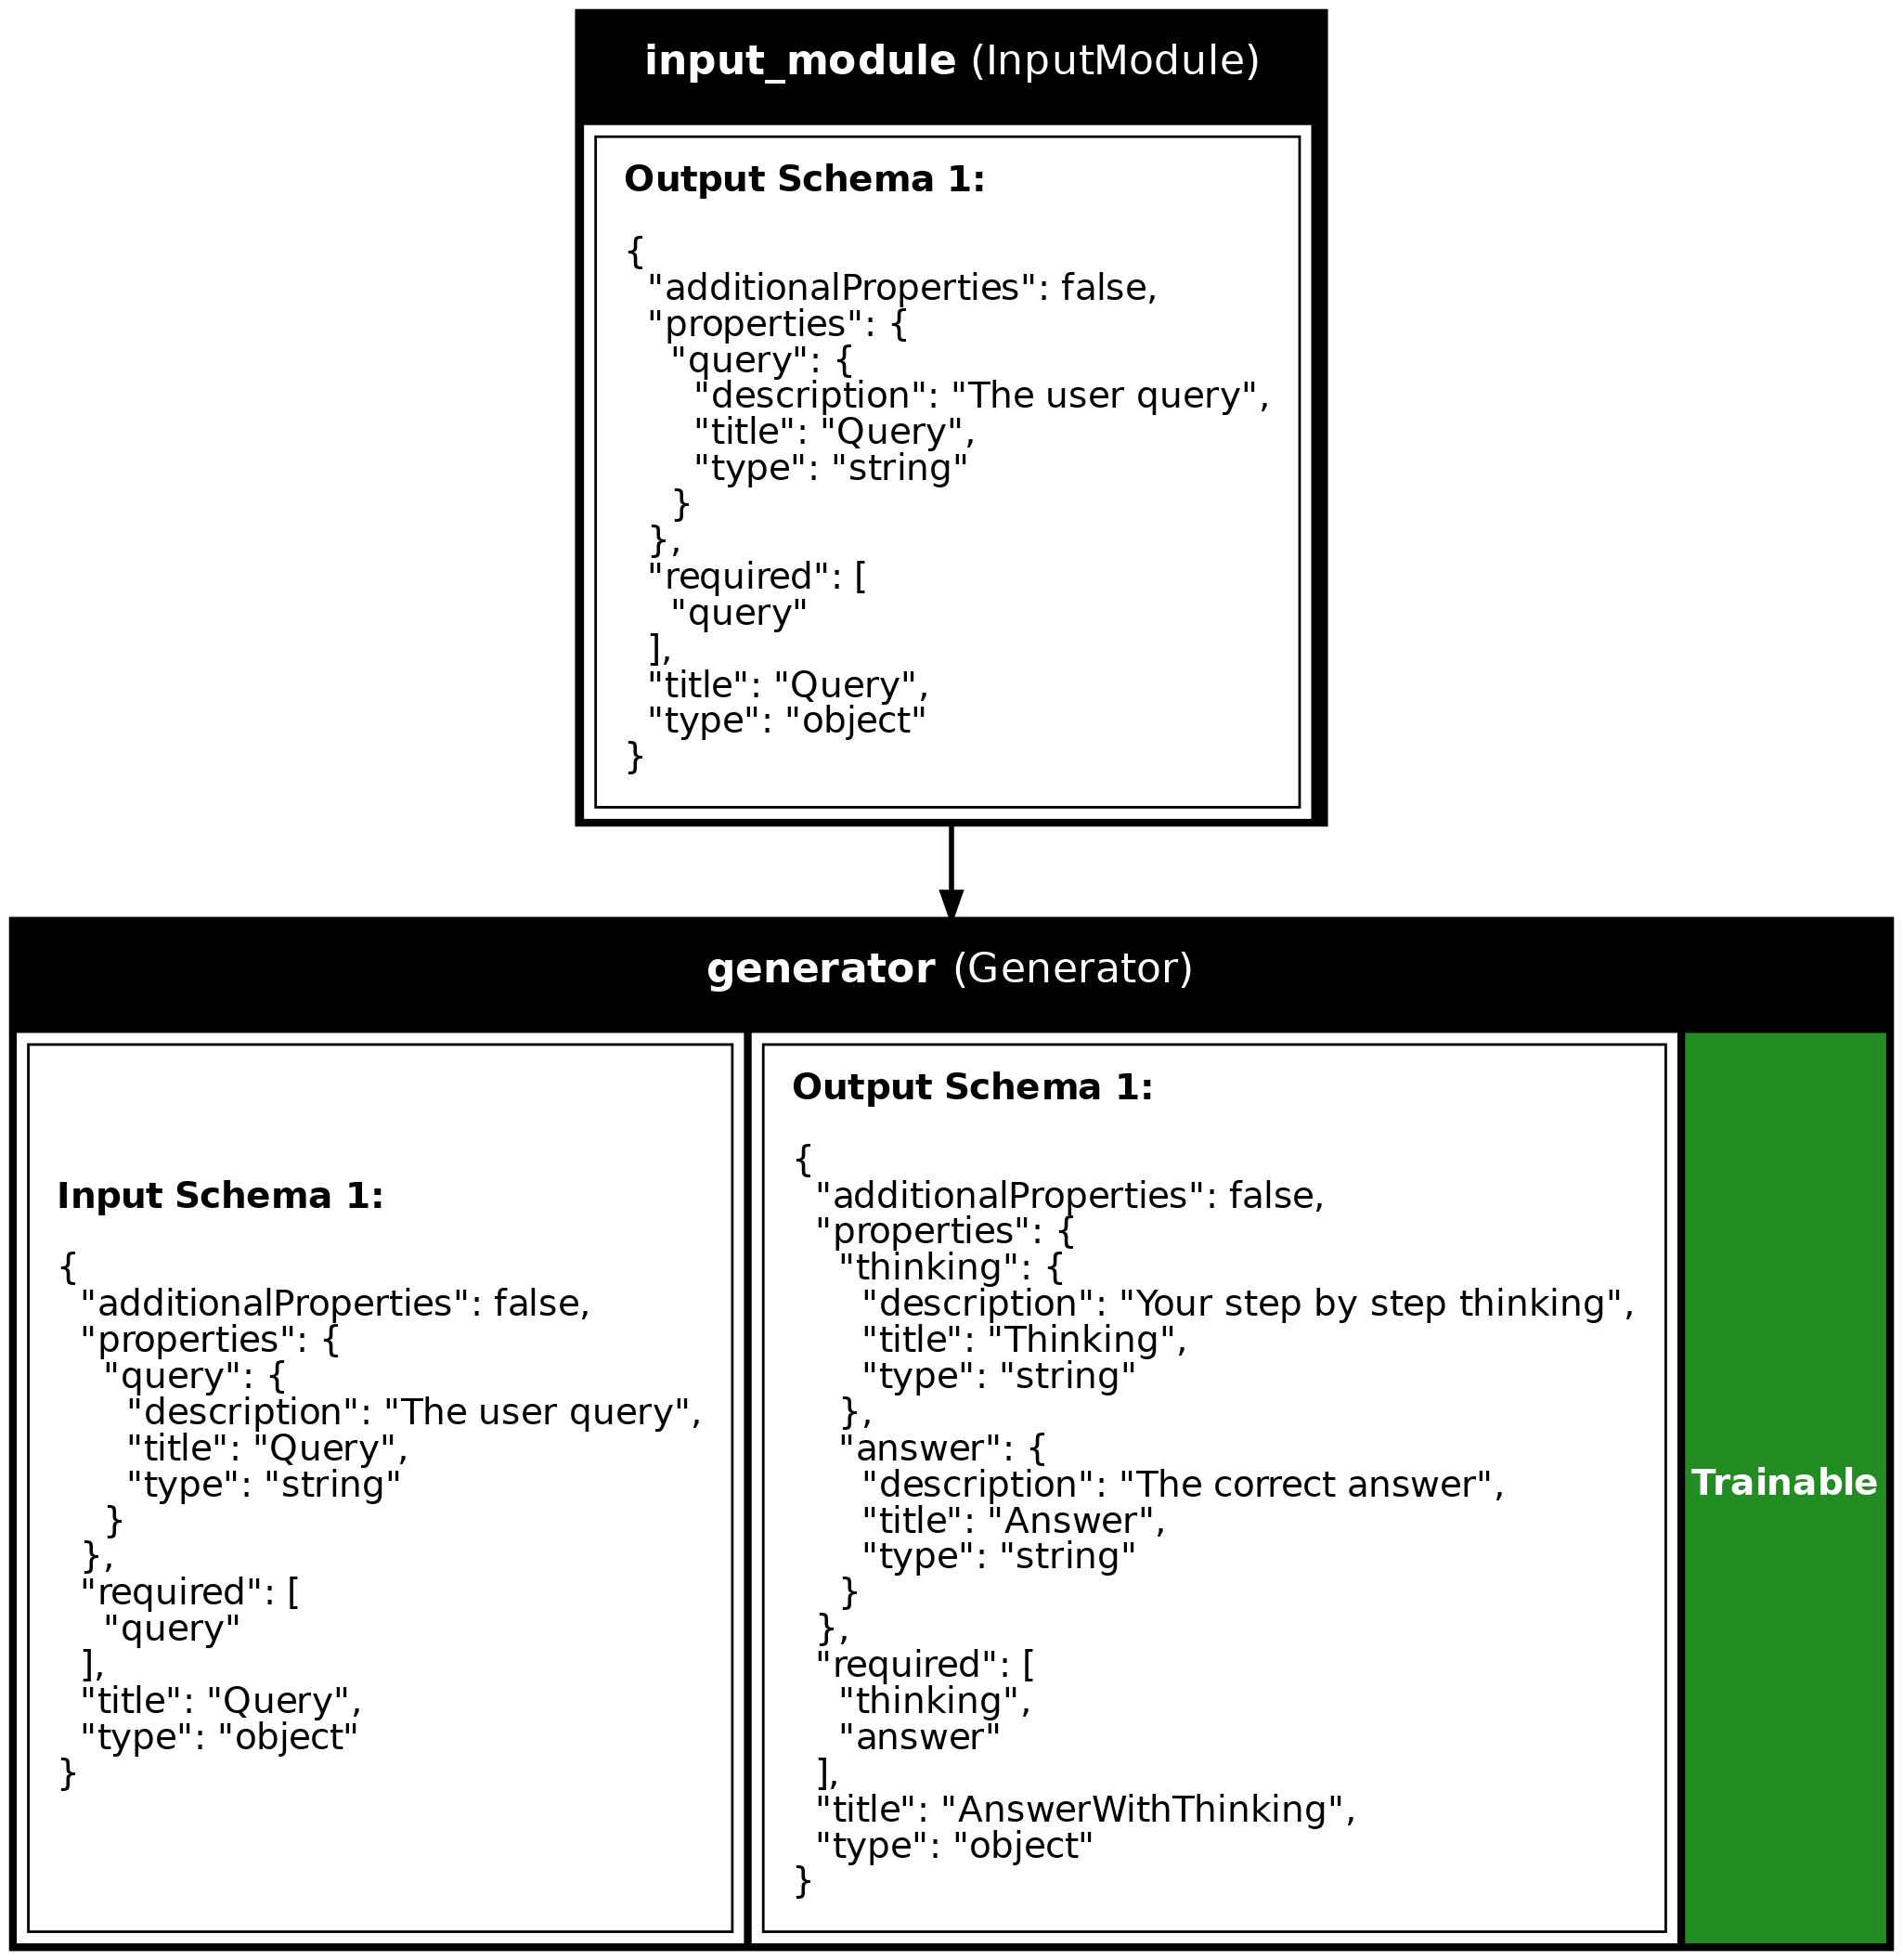 input_module (InputModule)
Output Schema 1:
{
  "additionalProperties": false,
  "properties": {
    "query": {
      "description": "The user query",
      "title": "Query",
      "type": "string"
    }
  },
  "required": [
    "query"
  ],
  "title": "Query",
  "type": "object"
}
generator (Generator)
Input Schema 1:
{
  "additionalProperties": false,
  "properties": {
    "query": {
      "description": "The user query",
      "title": "Query",
      "type": "string"
    }
  },
  "required": [
    "query"
  ],
  "title": "Query",
  "type": "object"
}
Output Schema 1:
{
  "additionalProperties": false,
  "properties": {
    "thinking": {
      "description": "Your step by step thinking",
      "title": "Thinking",
      "type": "string"
    },
    "answer": {
      "description": "The correct answer",
      "title": "Answer",
      "type": "string"
    }
  },
  "required": [
    "thinking",
    "answer"
  ],
  "title": "AnswerWithThinking",
  "type": "object"
}
Trainable